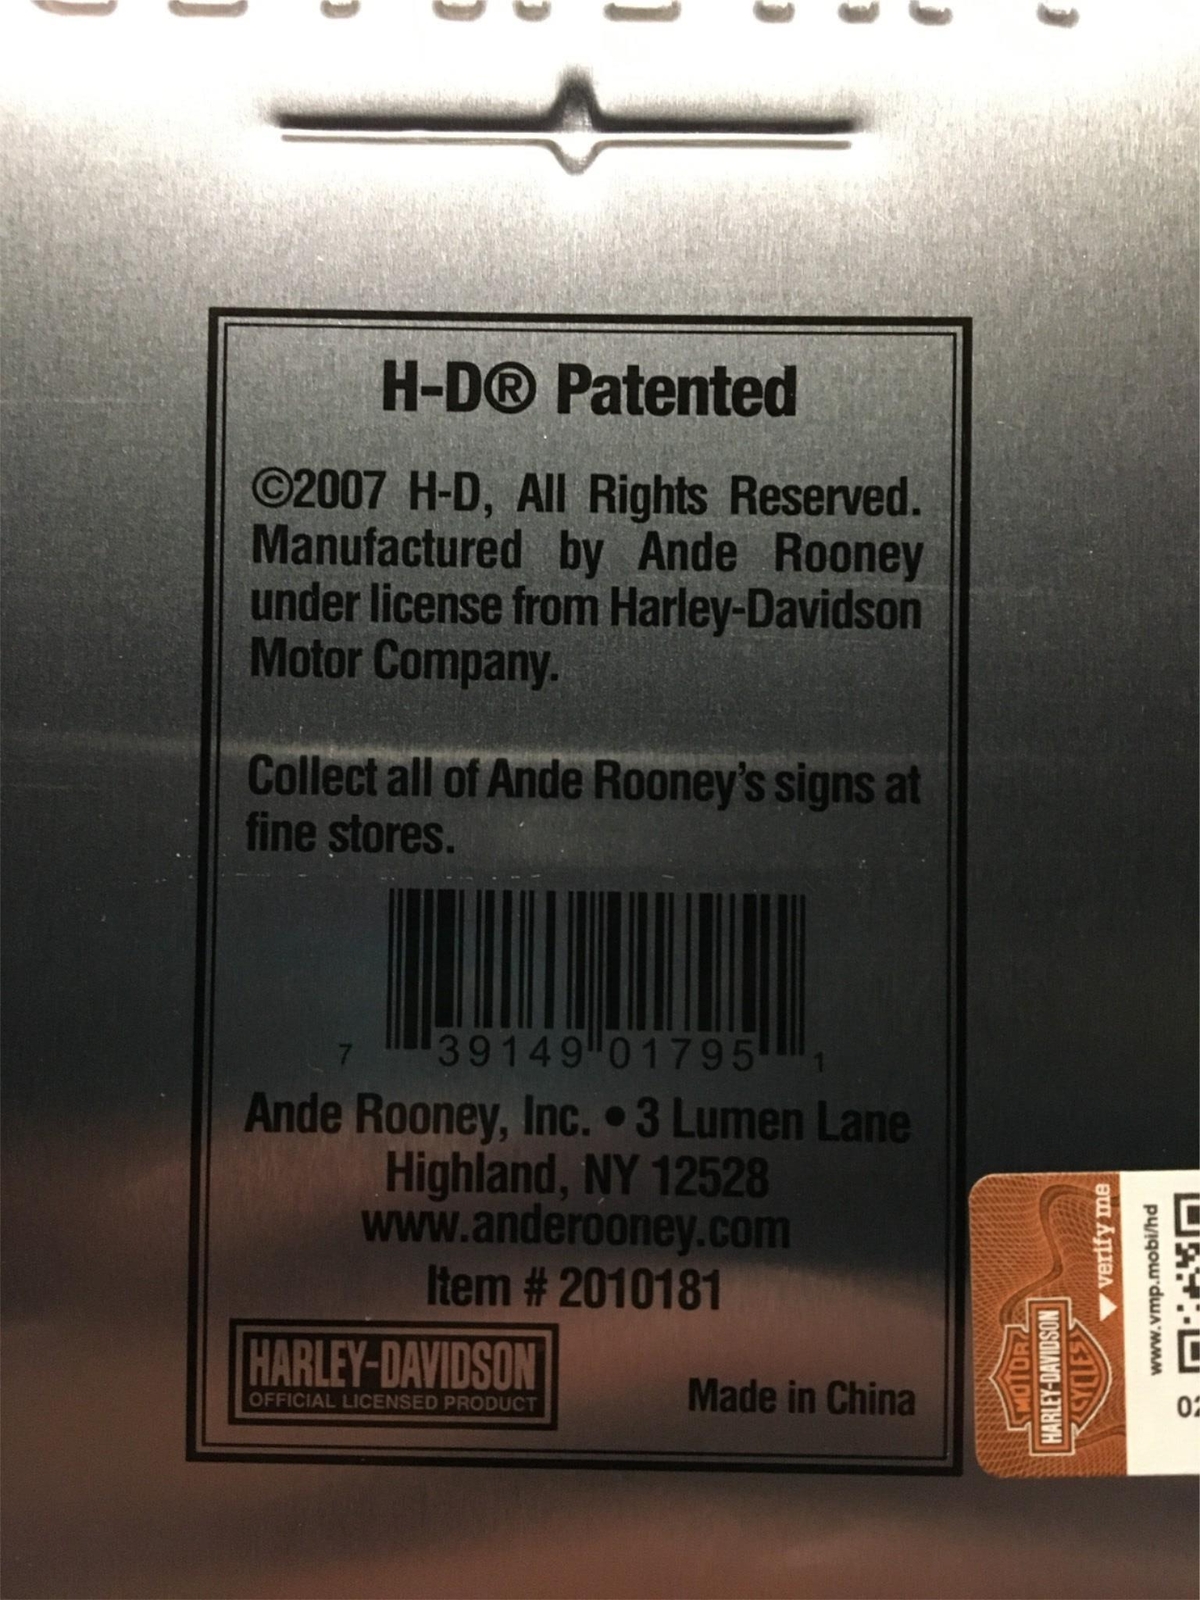 H-D® Patented
©2007 H-D, All Rights Reserved.
Manufactured by Ande Rooney
under license from Harley-Davidson
Motor Company.
Collect all of Ande Rooney's signs at
fine stores.
7 39149 01795 1
Ande Rooney, Inc. • 3 Lumen Lane
Highland, NY 12528
www.anderooney.com
Item # 2010181
HARLEY-DAVIDSON
OFFICIAL LICENSED PRODUCT
Made in China
MOTOR
HARLEY-DAVIDSON
CYCLES
verify me
www.vmp.mobi/hd